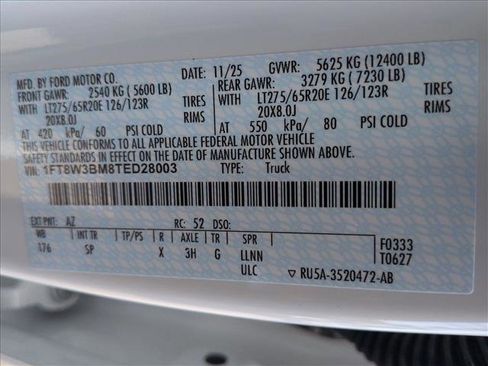 MFD. BY FORD MOTOR CO.
DATE: 11/25 GVWR: 5625 KG (12400 LB)
FRONT GAWR: 2540 KG (5600 LB) REAR GAWR: 3279 KG (7230 LB)
WITH LT275/65R20E 126/123R TIRES WITH LT275/65R20E 126/123R TIRES
20X8.0J RIMS 20X8.0J RIMS
AT 420 kPa/ 60 PSI COLD AT 550 kPa/ 80 PSI COLD
THIS VEHICLE CONFORMS TO ALL APPLICABLE FEDERAL MOTOR VEHICLE
SAFETY AND THEFT PREVENTION STANDARDS IN EFFECT ON THE DATE OF MANUFACTURE SHOWN ABOVE.
VIN: 1FT8W3BM8TED28003 TYPE: Truck
EXT PNT: AZ RC: 52 DSO:
WB INT TR TP/PS R AXLE TR SPR F0333
176 SP X 3H G LLNN T0627
ULC ▽ RU5A-3520472-AB